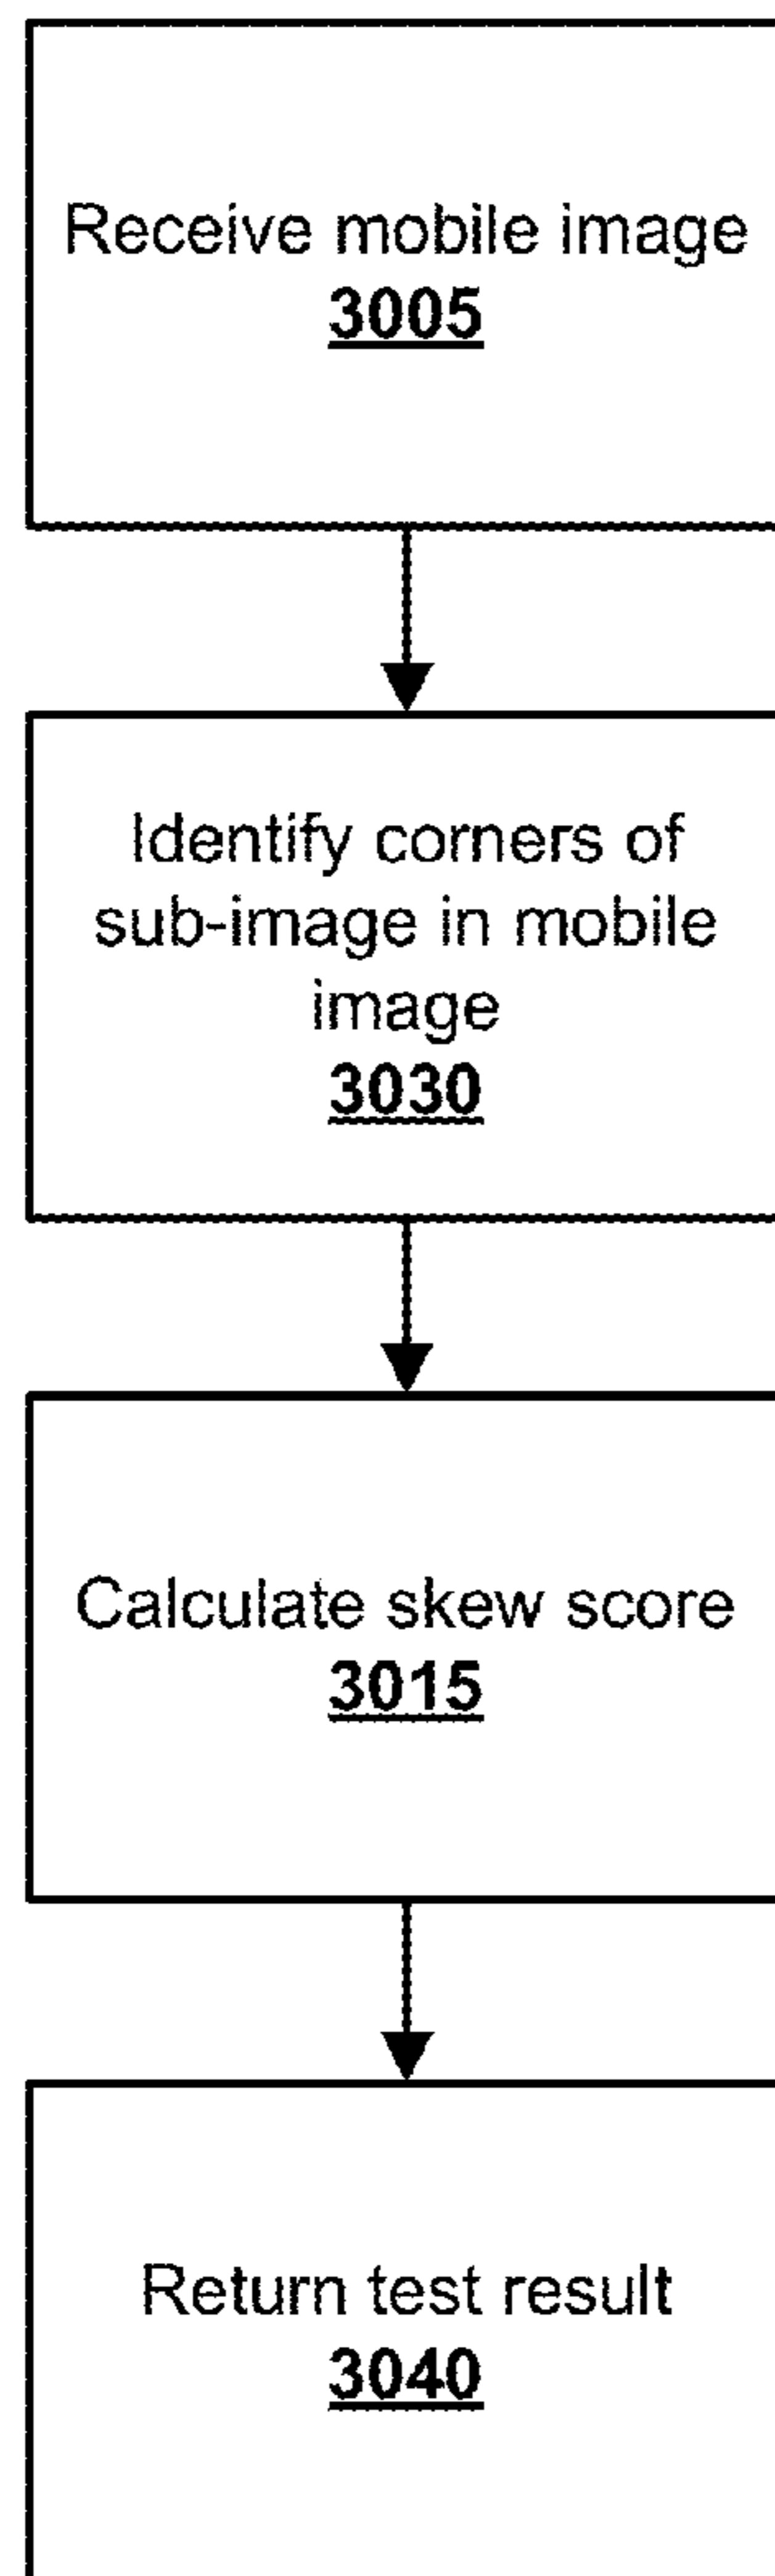 Receive mobile image
3005
Identify corners of
sub-image in mobile
image
3030
Calculate skew score
3015
Return test result
3040